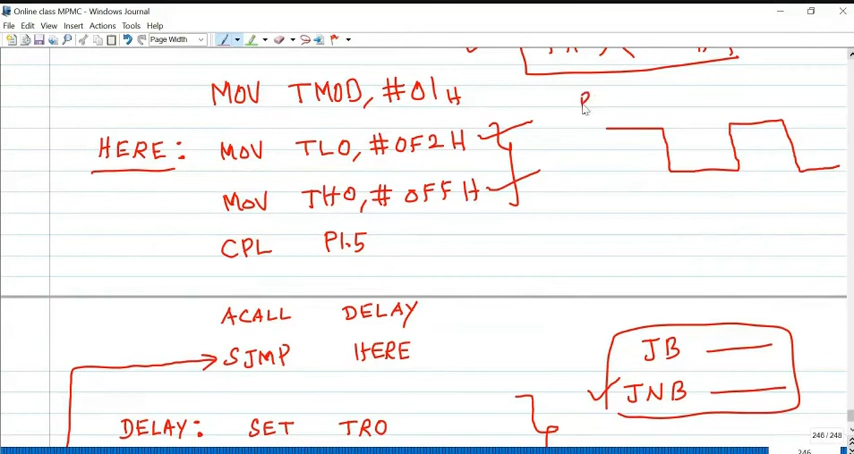 Online class MPMC - Windows Journal
File Edit View Insert Actions Tools Help
Page Width
MOV TMOD, #01H
P
HERE: MOV TL0, #0F2H
MOV TH0, #0FFH
CPL P1.5
ACALL DELAY
SJMP HERE
JB
JNB
DELAY: SET TR0
246 / 248
246